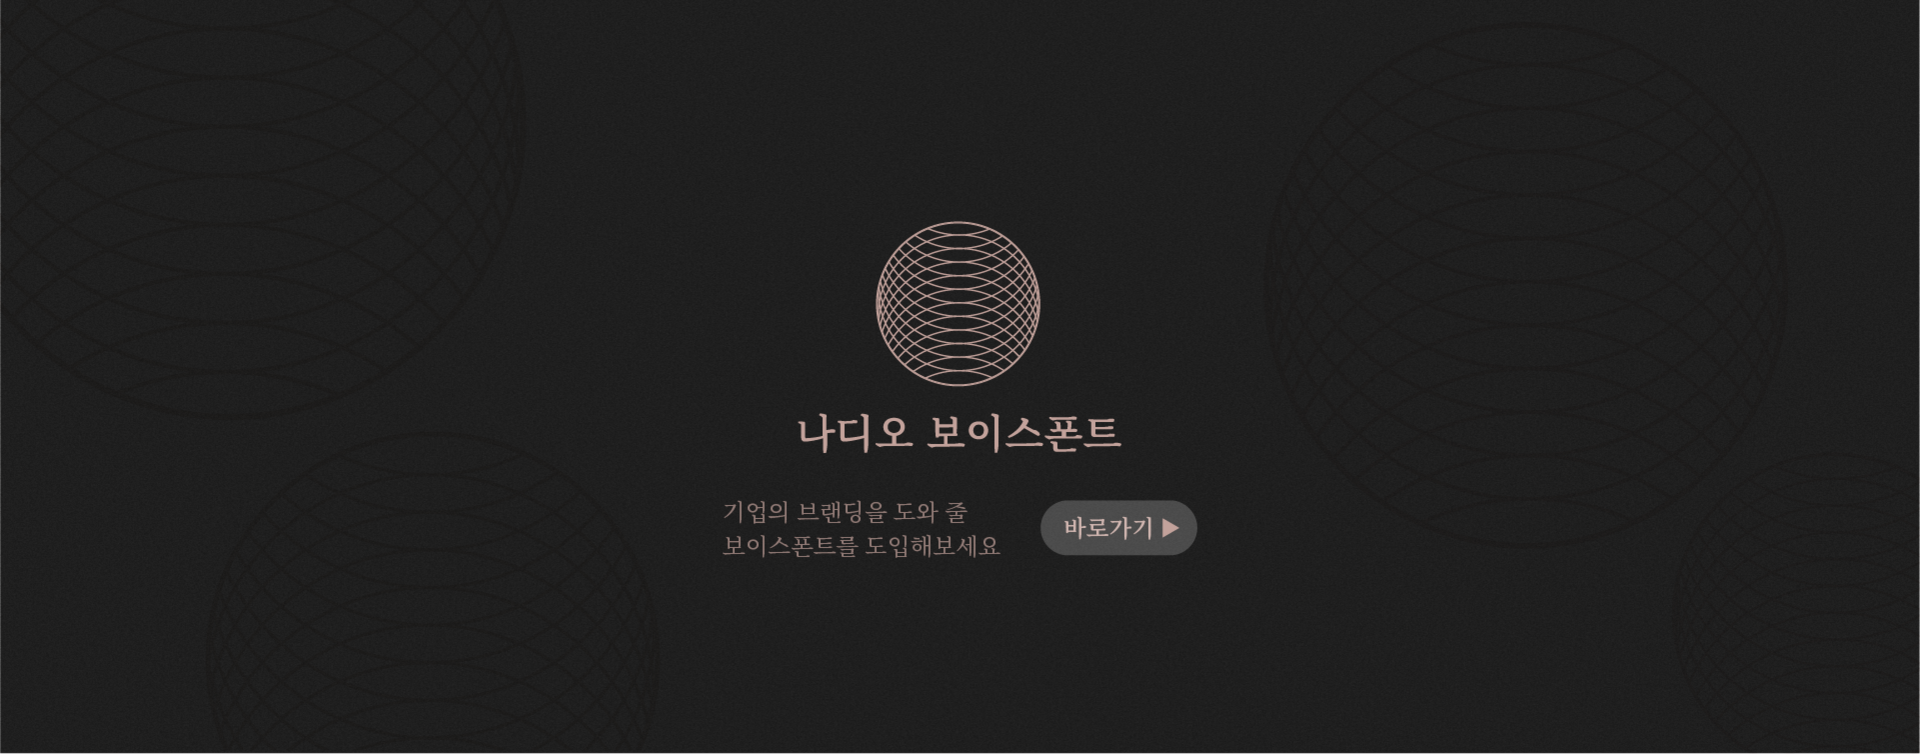 나디오 보이스폰트
기업의 브랜딩을 도와 줄
보이스폰트를 도입해보세요
바로가기 ▶